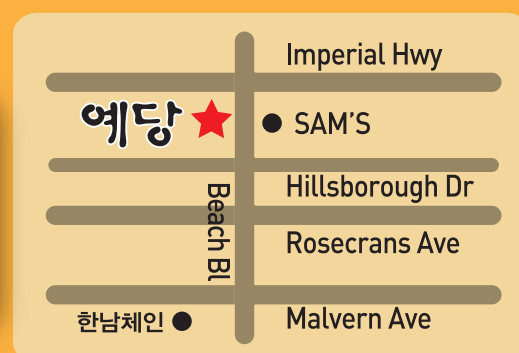 Imperial Hwy
예당
SAM'S
Hillsborough Dr
Beach Bl
Rosecrans Ave
한남체인
Malvern Ave